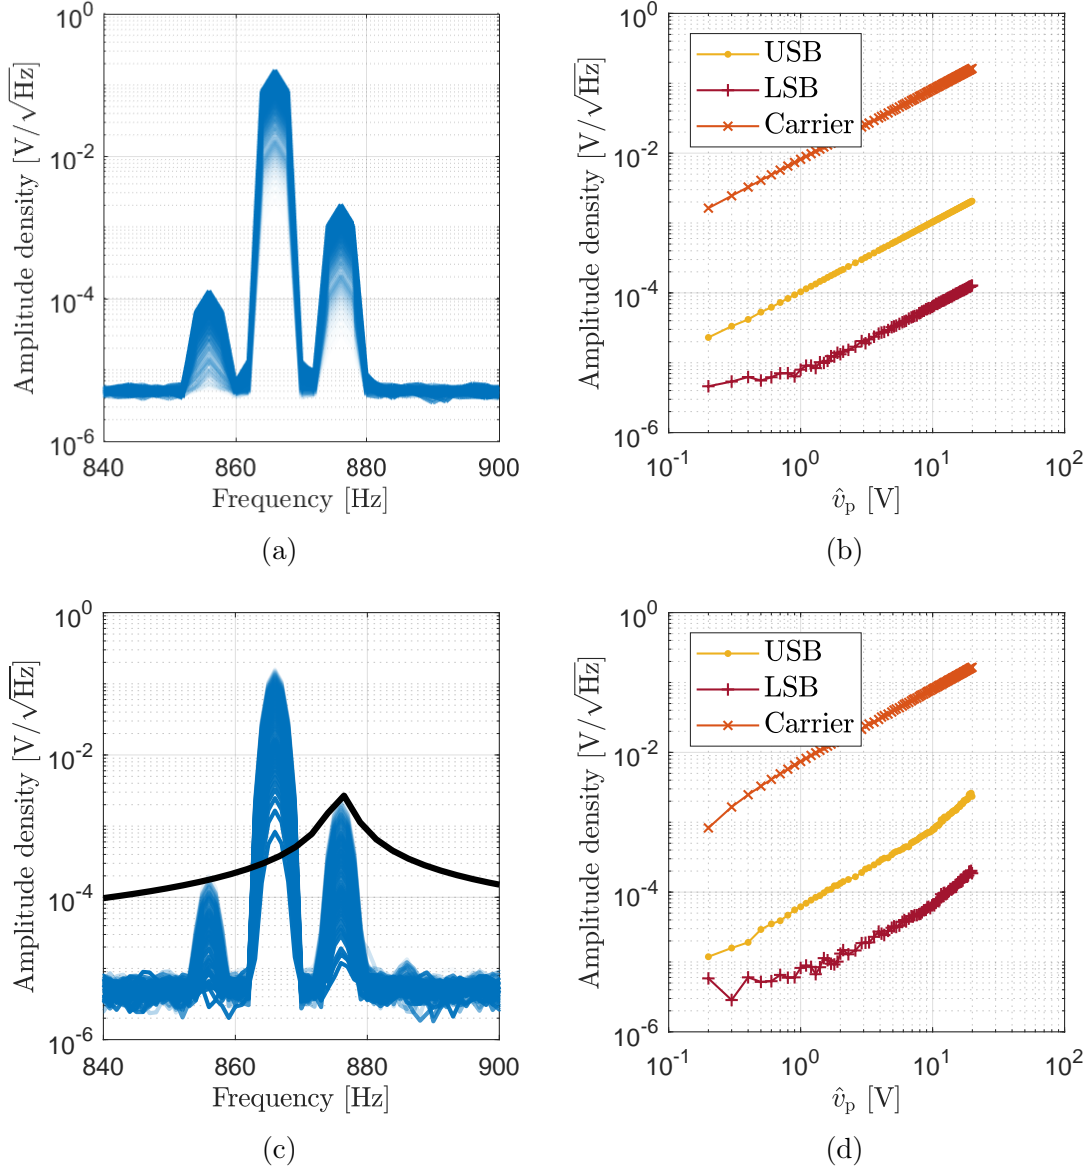 10^0
10^-2
10^-4
10^-6
Amplitude density [V/√Hz]
840 860 880 900
Frequency [Hz]
(a)
10^0
10^-2
10^-4
10^-6
Amplitude density [V/√Hz]
USB
LSB
Carrier
10^-1 10^0 10^1 10^2
v̂_p [V]
(b)
10^0
10^-2
10^-4
10^-6
Amplitude density [V/√Hz]
840 860 880 900
Frequency [Hz]
(c)
10^0
10^-2
10^-4
10^-6
Amplitude density [V/√Hz]
USB
LSB
Carrier
10^-1 10^0 10^1 10^2
v̂_p [V]
(d)